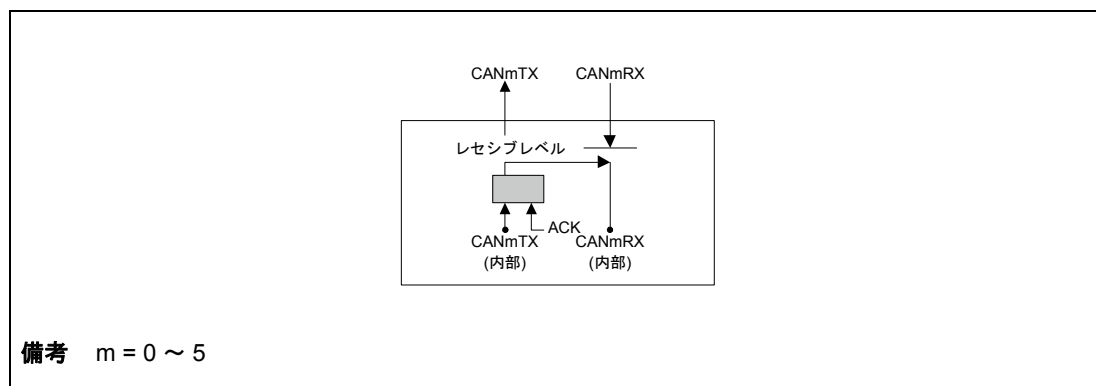 CANmTX CANmRX
レセシブレベル
ACK
CANmTX CANmRX
(内部) (内部)
備考 m = 0 ～ 5